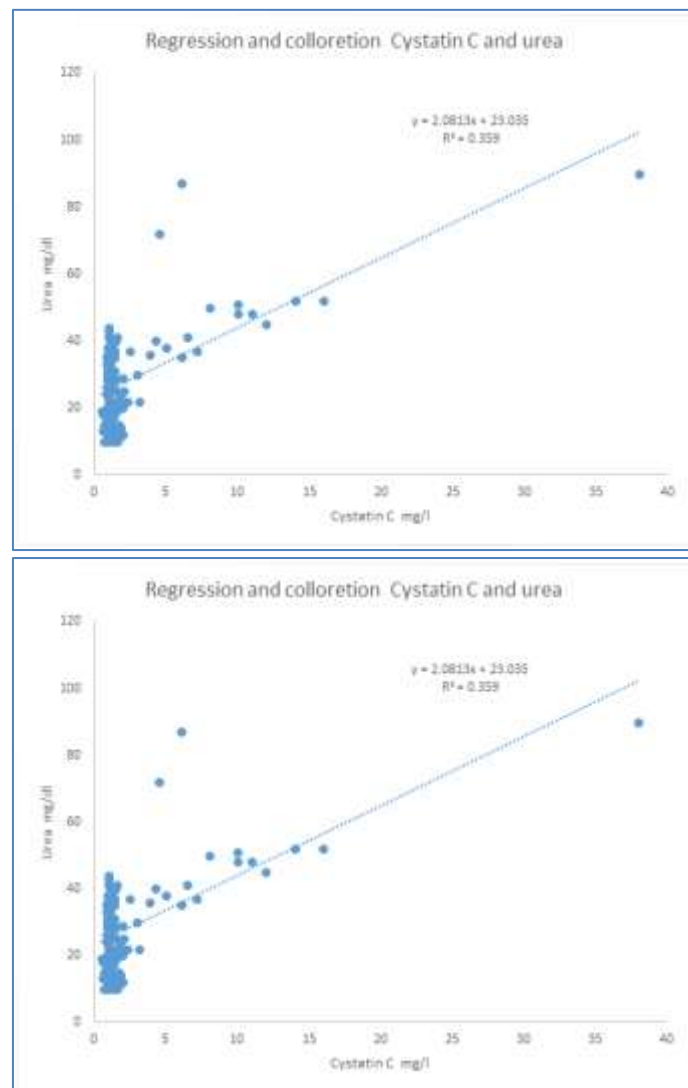 Regression and colloretion Cystatin C and urea
120
y = 2.0813x + 23.035
R² = 0.359
100
80
60
40
20
0
Urea mg/dl
0 5 10 15 20 25 30 35 40
Cystatin C mg/l
Regression and colloretion Cystatin C and urea
120
y = 2.0813x + 23.035
R² = 0.359
100
80
60
40
20
0
Urea mg/dl
0 5 10 15 20 25 30 35 40
Cystatin C mg/l